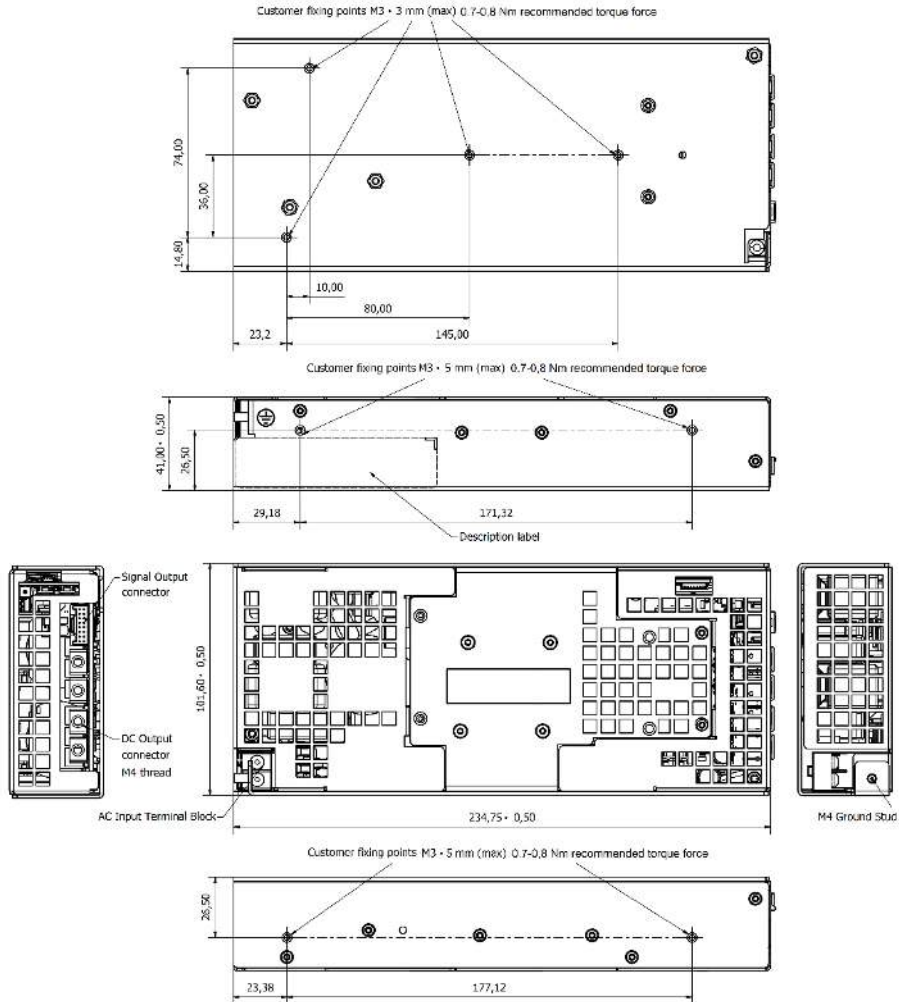 Customer fixing points M3 • 3 mm (max) 0.7-0,8 Nm recommended torque force
74,00
36,00
14,80
10,00
80,00
23,2
145,00
Customer fixing points M3 • 5 mm (max) 0.7-0,8 Nm recommended torque force
41,00 • 0,50
26,50
29,18
171,32
Description label
Signal Output
connector
101,60 • 0,50
DC Output
connector
M4 thread
AC Input Terminal Block
234,75 • 0,50
M4 Ground Stud
Customer fixing points M3 • 5 mm (max) 0.7-0,8 Nm recommended torque force
26,50
23,38
177,12